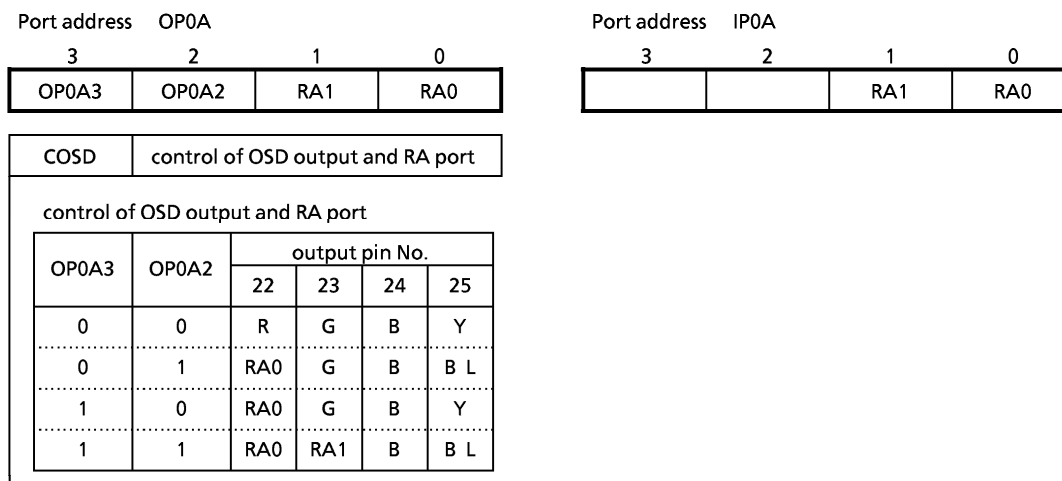 Port address OP0A
3 2 1 0
OP0A3 OP0A2 RA1 RA0
Port address IP0A
3 2 1 0
RA1 RA0
COSD control of OSD output and RA port
control of OSD output and RA port
OP0A3 OP0A2 output pin No.
22 23 24 25
0 0 R G B Y
0 1 RA0 G B B L
1 0 RA0 G B Y
1 1 RA0 RA1 B B L